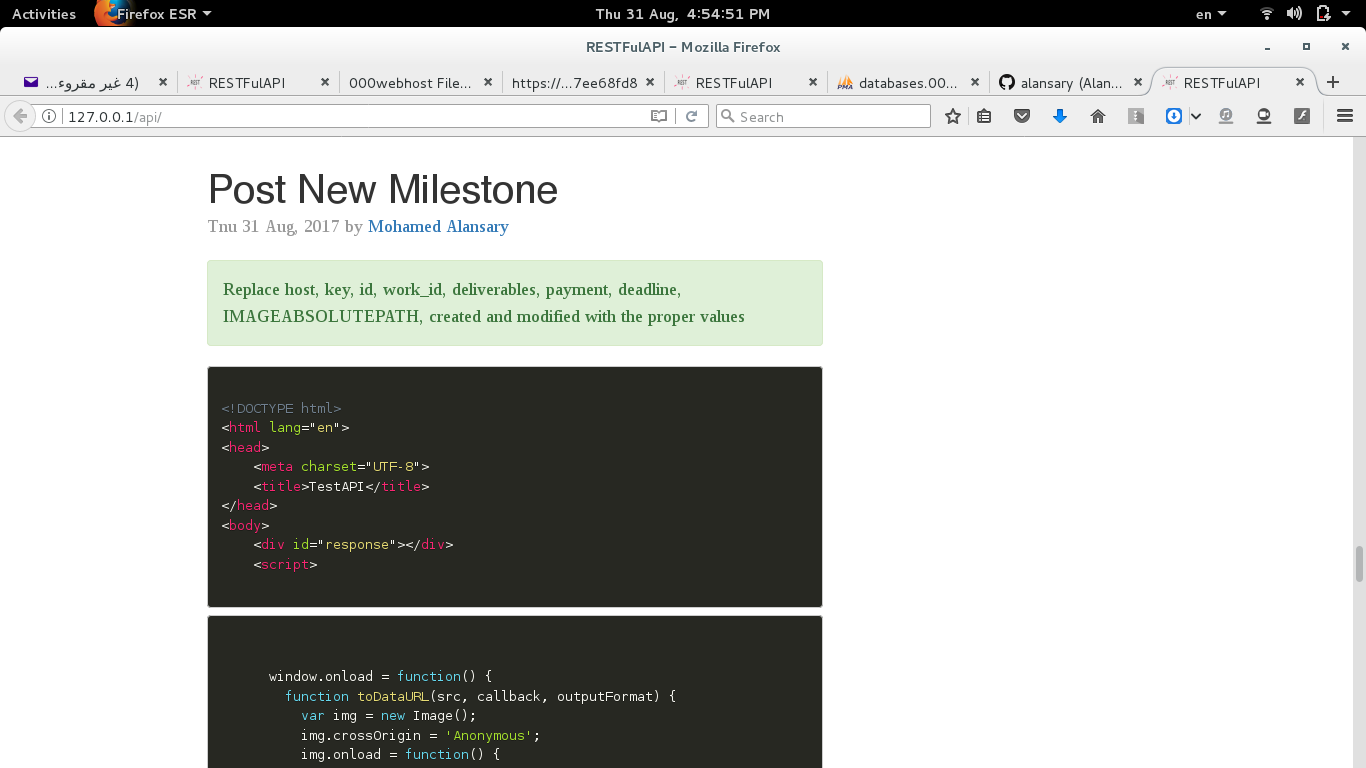 Activities
Firefox ESR
Thu 31 Aug, 4:54:51 PM
en
RESTFulAPI - Mozilla Firefox
(4 غير مقروء...
RESTFulAPI
000webhost File...
https:/...7ee68fd8
RESTFulAPI
databases.00...
alansary (Alan...
RESTFulAPI
127.0.0.1/api/
Search
Post New Milestone
Tnu 31 Aug, 2017 by Mohamed Alansary
Replace host, key, id, work_id, deliverables, payment, deadline,
IMAGEABSOLUTEPATH, created and modified with the proper values
<!DOCTYPE html>
<html lang="en">
<head>
    <meta charset="UTF-8">
    <title>TestAPI</title>
</head>
<body>
    <div id="response"></div>
    <script>
window.onload = function() {
  function toDataURL(src, callback, outputFormat) {
    var img = new Image();
    img.crossOrigin = 'Anonymous';
    img.onload = function() {